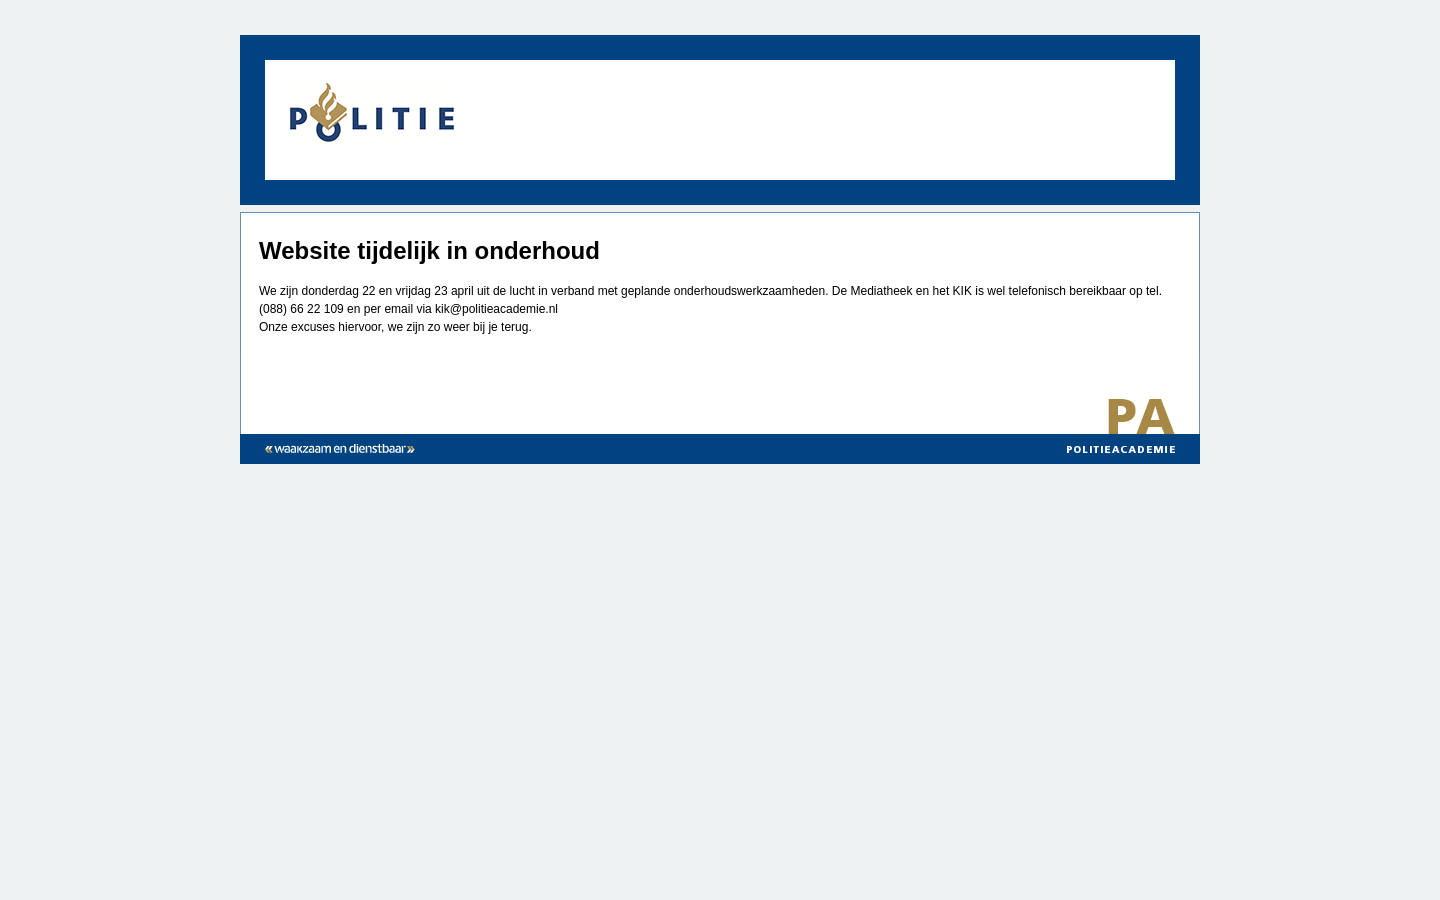 POLITIE
Website tijdelijk in onderhoud
We zijn donderdag 22 en vrijdag 23 april uit de lucht in verband met geplande onderhoudswerkzaamheden. De Mediatheek en het KIK is wel telefonisch bereikbaar op tel.
(088) 66 22 109 en per email via kik@politieacademie.nl
Onze excuses hiervoor, we zijn zo weer bij je terug.
PA
« waakzaam en dienstbaar »
POLITIEACADEMIE